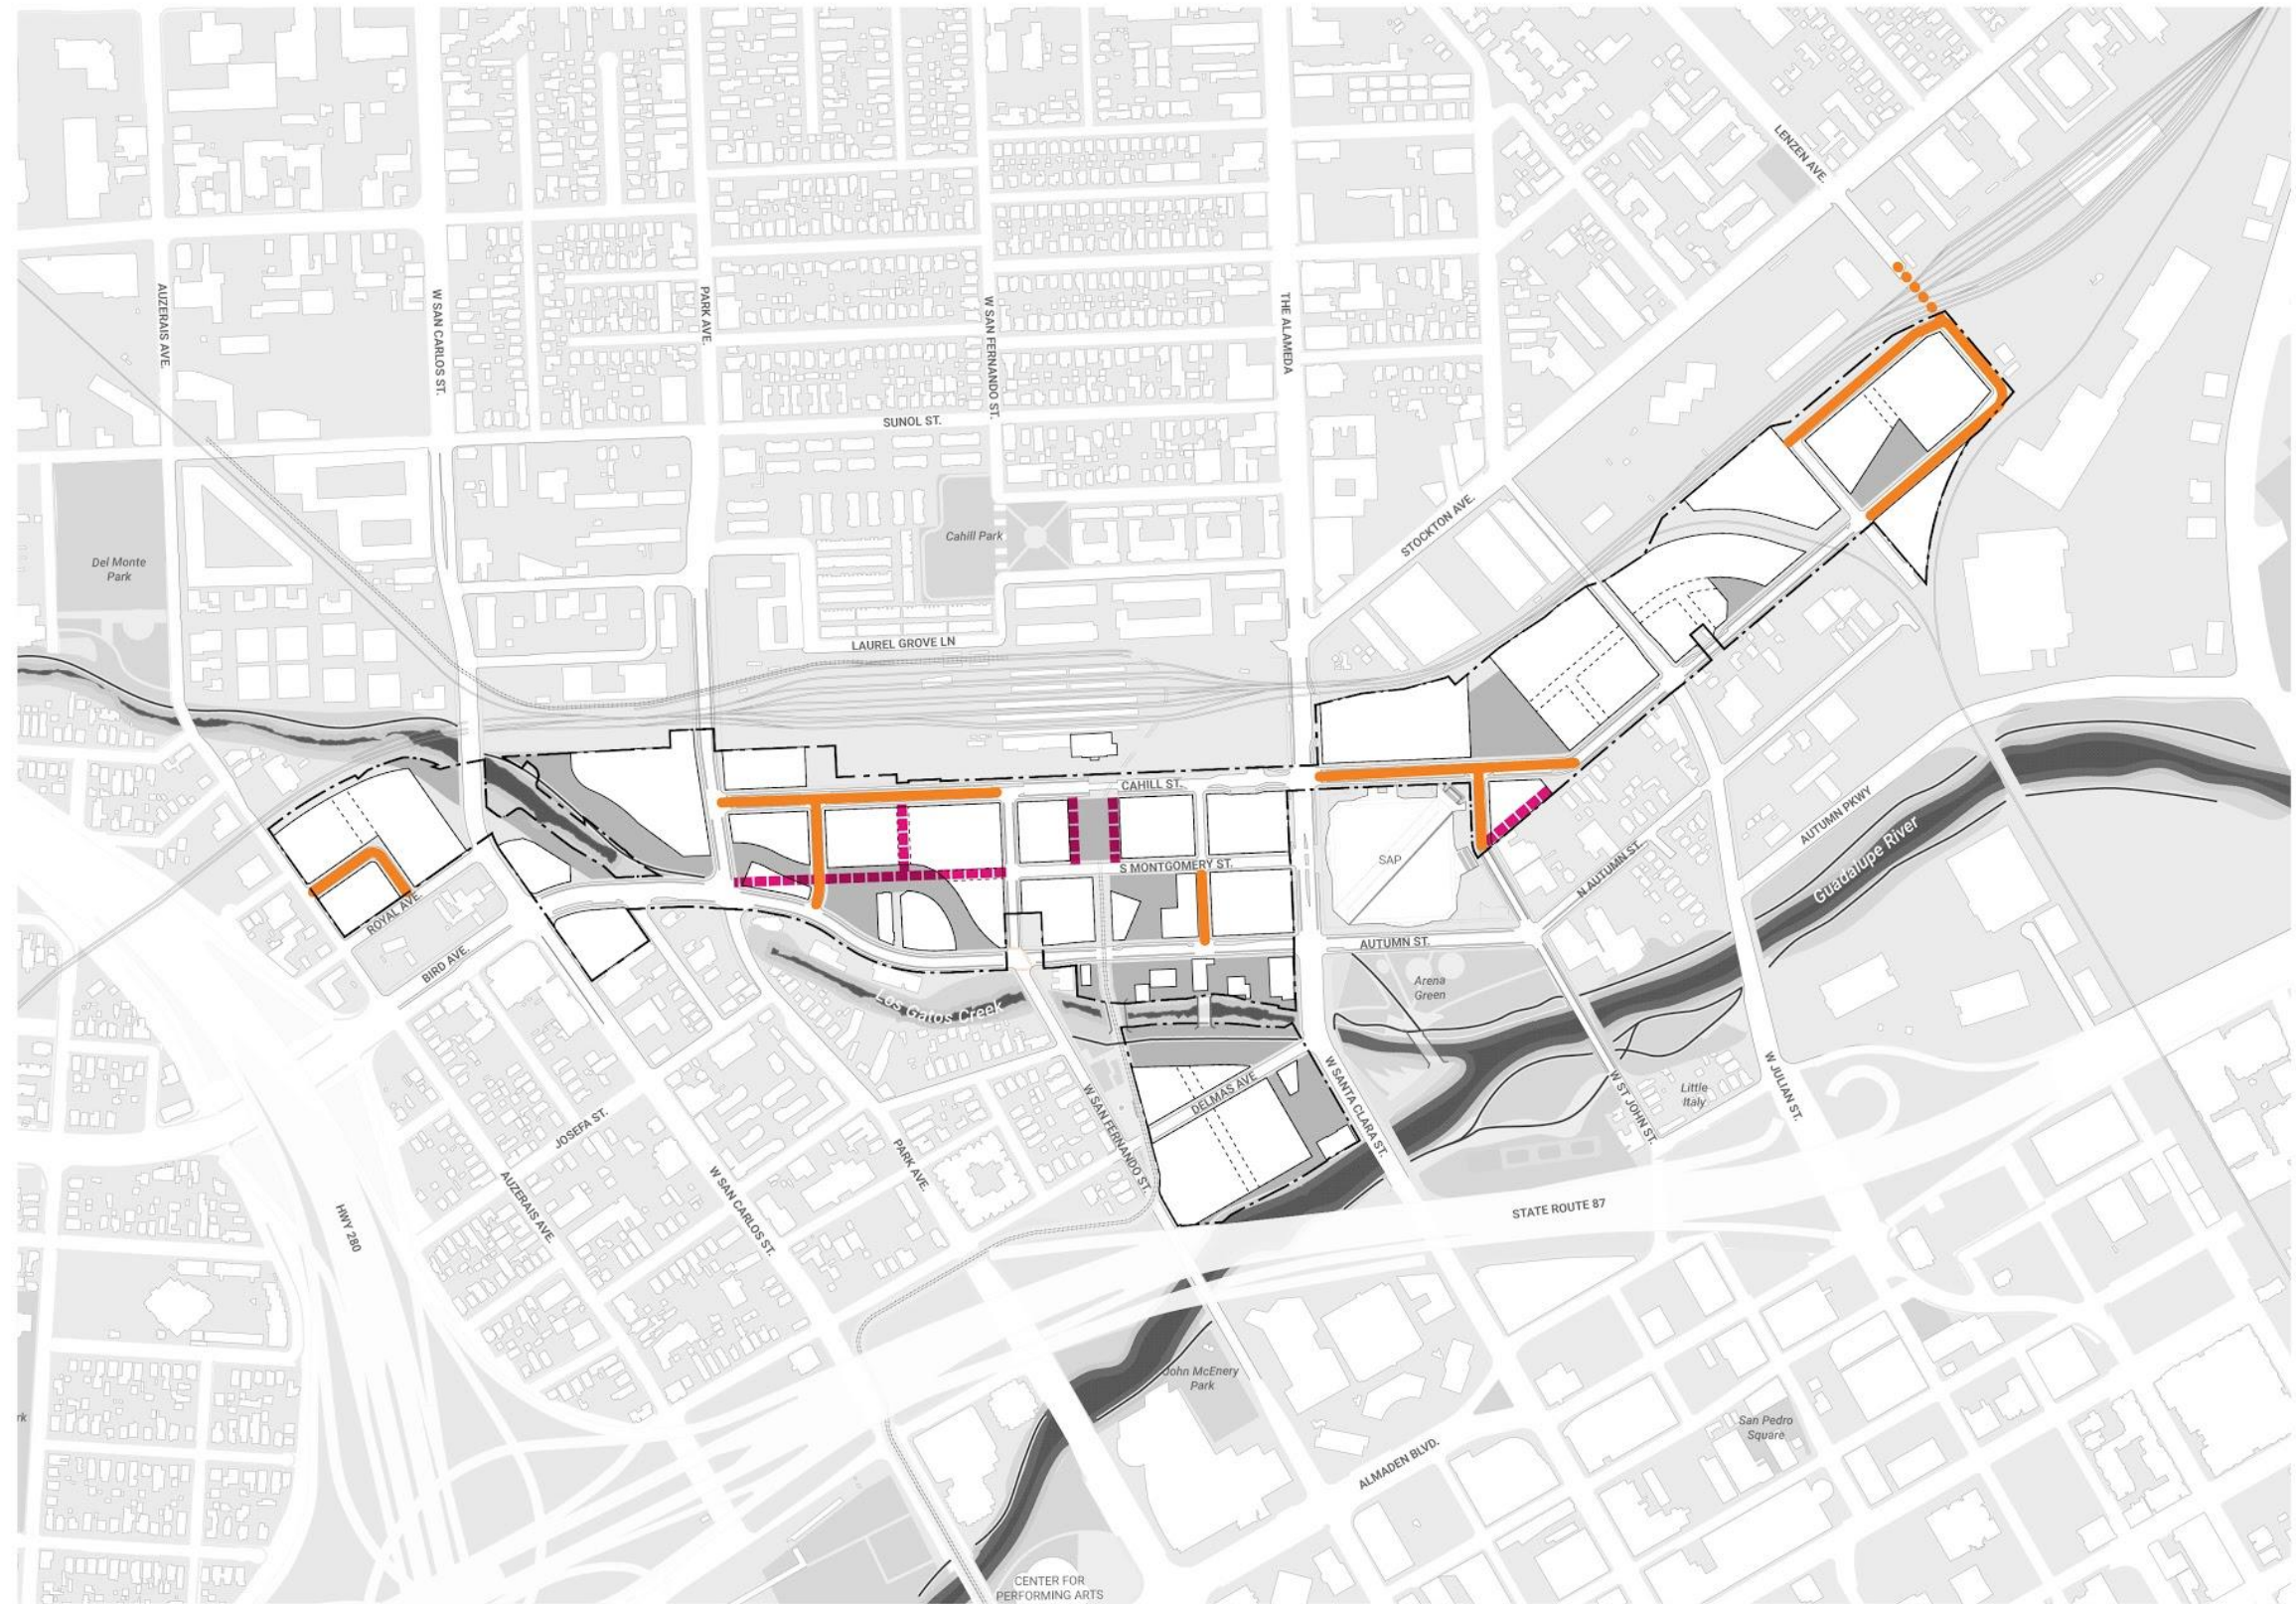 LENZEN AVE.
AUZERAIS AVE.
W SAN CARLOS ST.
PARK AVE.
W SAN FERNANDO ST.
THE ALAMEDA
SUNOL ST.
STOCKTON AVE.
Cahill Park
Del Monte
Park
LAUREL GROVE LN
CAHILL ST.
AUTUMN PKWY
Guadalupe River
SAP
S MONTGOMERY ST.
N AUTUMN ST.
ROYAL AVE.
BIRD AVE.
AUTUMN ST.
Arena
Green
Los Gatos Creek
W SANTA CLARA ST.
DELMAS AVE.
W ST JOHN ST.
Little
Italy
W JULIAN ST.
JOSEFA ST.
W SAN FERNANDO ST.
PARK AVE.
W SAN CARLOS ST.
AUZERAIS AVE.
HWY 280
STATE ROUTE 87
John McEnery
Park
rk
San Pedro
Square
ALMADEN BLVD.
CENTER FOR
PERFORMING ARTS